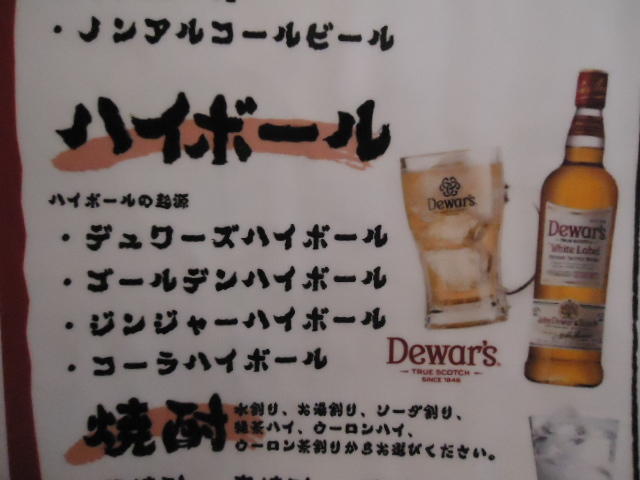 ・ノンアルコールビール
ハイボール
ハイボールの起源
・デュワーズハイボール
・ゴールデンハイボール
・ジンジャーハイボール
・コーラハイボール
Dewar's
Dewar's
TRUE SCOTCH
White Label
Dewar's
TRUE SCOTCH
SINCE 1846
焼酎
水割り、お湯割り、ソーダ割り、
緑茶ハイ、ウーロンハイ、
ウーロン茶割りからお選びください。